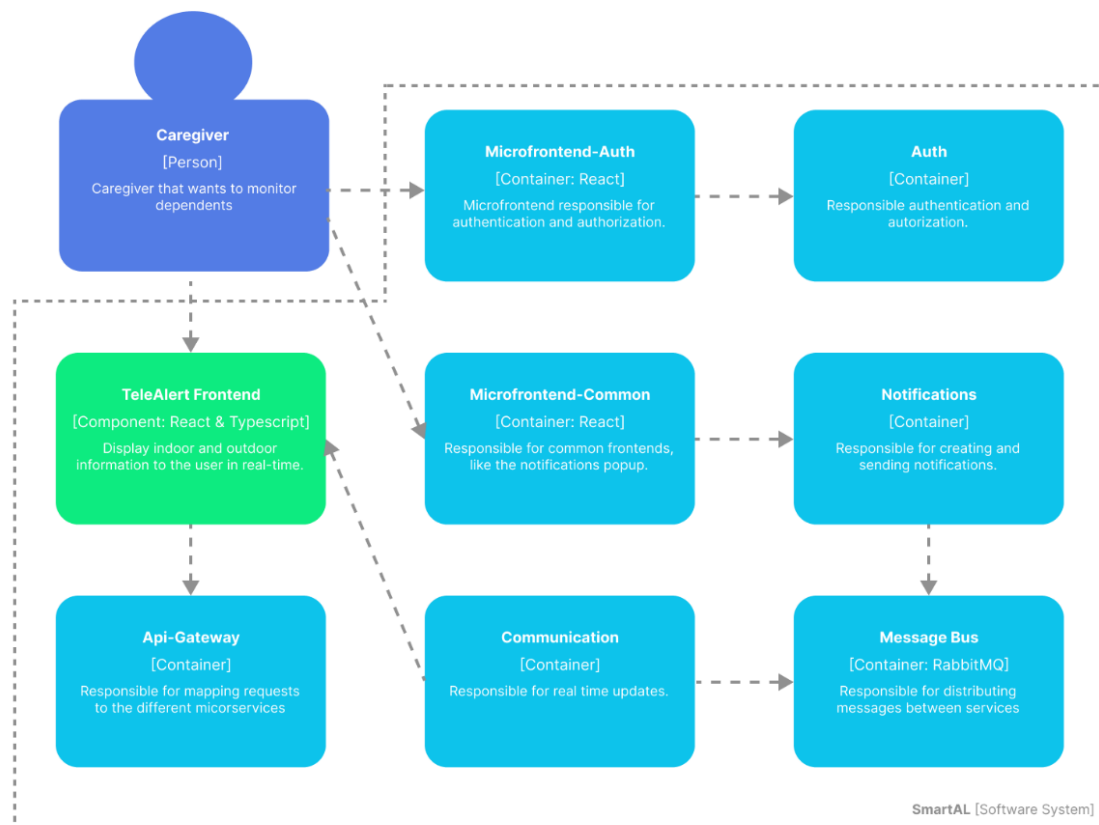 Caregiver
[Person]
Caregiver that wants to monitor
dependents
Microfrontend-Auth
[Container: React]
Microfrontend responsible for
authentication and authorization.
Auth
[Container]
Responsible authentication and
autorization.
TeleAlert Frontend
[Component: React & Typescript]
Display indoor and outdoor
information to the user in real-time.
Microfrontend-Common
[Container: React]
Responsible for common frontends,
like the notifications popup.
Notifications
[Container]
Responsible for creating and
sending notifications.
Api-Gateway
[Container]
Responsible for mapping requests
to the different micorservices
Communication
[Container]
Responsible for real time updates.
Message Bus
[Container: RabbitMQ]
Responsible for distributing
messages between services
SmartAL [Software System]